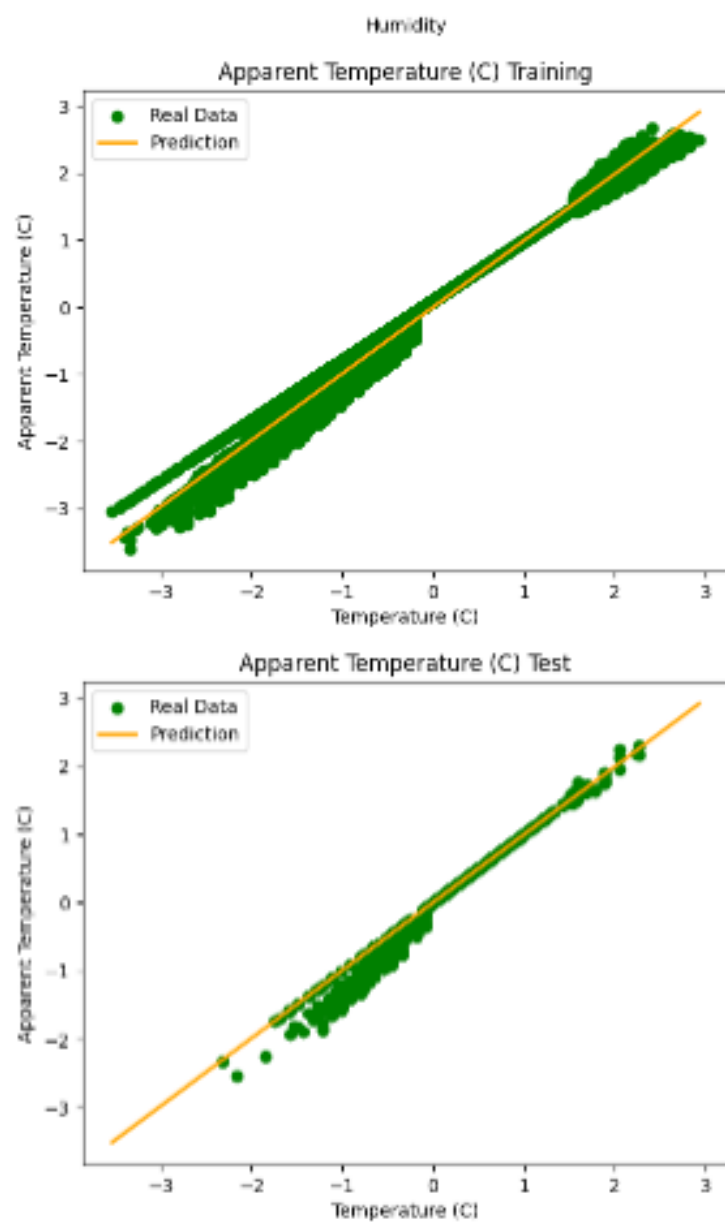 Humidity
Apparent Temperature (C) Training
Real Data
Prediction
Apparent Temperature (C)
3
2
1
0
−1
−2
−3
−3 −2 −1 0 1 2 3
Temperature (C)
Apparent Temperature (C) Test
Real Data
Prediction
Apparent Temperature (C)
3
2
1
0
−1
−2
−3
−3 −2 −1 0 1 2 3
Temperature (C)